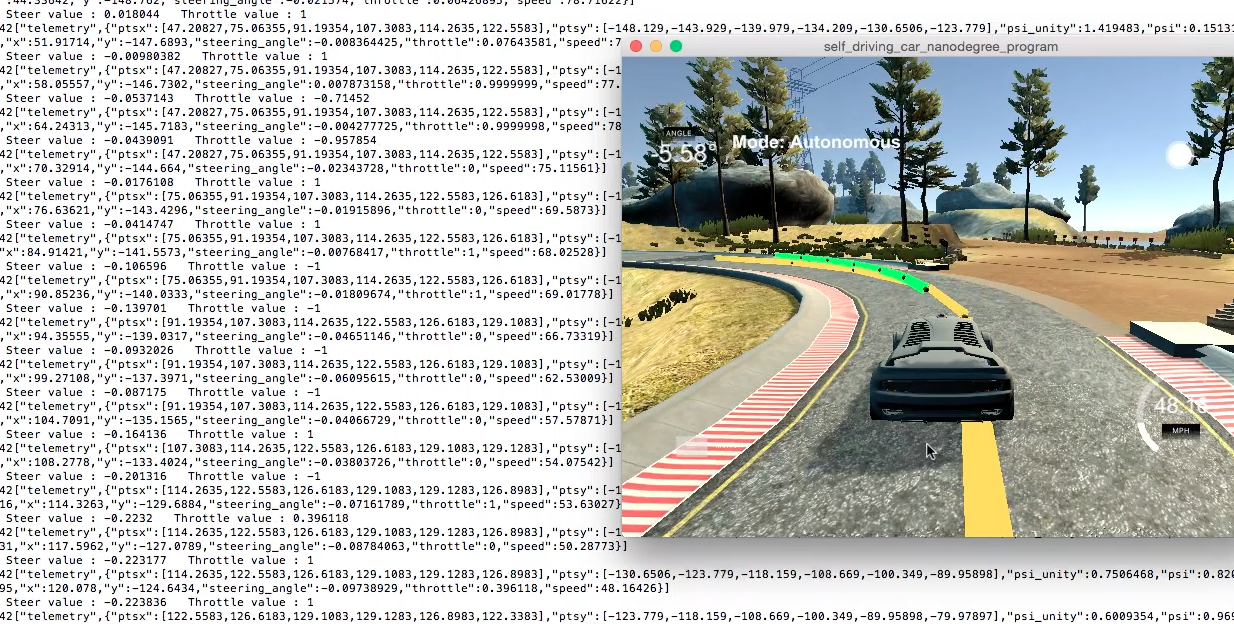 :44.33642,"y":-148.762,"steering_angle":-0.021574,"throttle":0.06420895,"speed":78.71622}]
Steer value : 0.018044 Throttle value : 1
42["telemetry",{"ptsx":[47.20827,75.06355,91.19354,107.3083,114.2635,122.5583],"ptsy":[-148.129,-143.929,-139.979,-134.209,-130.6506,-123.779],"psi_unity":1.419483,"psi":0.15131
,"x":51.91714,"y":-147.6893,"steering_angle":-0.008364425,"throttle":0.07643581,"speed":7
Steer value : -0.00980382 Throttle value : 1
42["telemetry",{"ptsx":[47.20827,75.06355,91.19354,107.3083,114.2635,122.5583],"ptsy":[-1
,"x":58.05557,"y":-146.7302,"steering_angle":0.007873158,"throttle":0.9999999,"speed":77.
Steer value : -0.0537143 Throttle value : -0.71452
42["telemetry",{"ptsx":[47.20827,75.06355,91.19354,107.3083,114.2635,122.5583],"ptsy":[-1
,"x":64.24313,"y":-145.7183,"steering_angle":-0.004277725,"throttle":0.9999998,"speed":78
Steer value : -0.0439091 Throttle value : -0.957854
42["telemetry",{"ptsx":[47.20827,75.06355,91.19354,107.3083,114.2635,122.5583],"ptsy":[-1
,"x":70.32914,"y":-144.664,"steering_angle":-0.02343728,"throttle":0,"speed":75.11561}]
Steer value : -0.0176108 Throttle value : 1
42["telemetry",{"ptsx":[75.06355,91.19354,107.3083,114.2635,122.5583,126.6183],"ptsy":[-1
,"x":76.63621,"y":-143.4296,"steering_angle":-0.01915896,"throttle":0,"speed":69.5873}]
Steer value : -0.0414747 Throttle value : 1
42["telemetry",{"ptsx":[75.06355,91.19354,107.3083,114.2635,122.5583,126.6183],"ptsy":[-1
"x":84.91421,"y":-141.5573,"steering_angle":-0.00768417,"throttle":1,"speed":68.02528}]
Steer value : -0.106596 Throttle value : -1
42["telemetry",{"ptsx":[75.06355,91.19354,107.3083,114.2635,122.5583,126.6183],"ptsy":[-1
,"x":90.85236,"y":-140.0333,"steering_angle":-0.01809674,"throttle":1,"speed":69.01778}]
Steer value : -0.139701 Throttle value : -1
42["telemetry",{"ptsx":[91.19354,107.3083,114.2635,122.5583,126.6183,129.1083],"ptsy":[-1
,"x":94.35555,"y":-139.0317,"steering_angle":-0.04651146,"throttle":0,"speed":66.73319}]
Steer value : -0.0932026 Throttle value : -1
42["telemetry",{"ptsx":[91.19354,107.3083,114.2635,122.5583,126.6183,129.1083],"ptsy":[-1
,"x":99.27108,"y":-137.3971,"steering_angle":-0.06095615,"throttle":0,"speed":62.53009}]
Steer value : -0.087175 Throttle value : -1
42["telemetry",{"ptsx":[91.19354,107.3083,114.2635,122.5583,126.6183,129.1083],"ptsy":[-1
,"x":104.7091,"y":-135.1565,"steering_angle":-0.04066729,"throttle":0,"speed":57.57871}]
Steer value : -0.164136 Throttle value : 1
42["telemetry",{"ptsx":[107.3083,114.2635,122.5583,126.6183,129.1083,129.1283],"ptsy":[-1
,"x":108.2778,"y":-133.4024,"steering_angle":-0.03803726,"throttle":0,"speed":54.07542}]
Steer value : -0.201316 Throttle value : -1
42["telemetry",{"ptsx":[114.2635,122.5583,126.6183,129.1083,129.1283,126.8983],"ptsy":[-1
16,"x":114.3263,"y":-129.6884,"steering_angle":-0.07161789,"throttle":1,"speed":53.63027}
Steer value : -0.2232 Throttle value : 0.396118
42["telemetry",{"ptsx":[114.2635,122.5583,126.6183,129.1083,129.1283,126.8983],"ptsy":[-1
31,"x":117.5962,"y":-127.0789,"steering_angle":-0.08784063,"throttle":0,"speed":50.28773}]
Steer value : -0.223177 Throttle value : 1
42["telemetry",{"ptsx":[114.2635,122.5583,126.6183,129.1083,129.1283,126.8983],"ptsy":[-130.6506,-123.779,-118.159,-108.669,-100.349,-89.95898],"psi_unity":0.7506468,"psi":0.820
95,"x":120.078,"y":-124.6434,"steering_angle":-0.09738929,"throttle":0.396118,"speed":48.16426}]
Steer value : -0.223836 Throttle value : 1
42["telemetry",{"ptsx":[122.5583,126.6183,129.1083,129.1283,126.8983,122.3383],"ptsy":[-123.779,-118.159,-108.669,-100.349,-89.95898,-79.97897],"psi_unity":0.6009354,"psi":0.969
self_driving_car_nanodegree_program
ANGLE
-5.58°
Mode: Autonomous
48.16
MPH